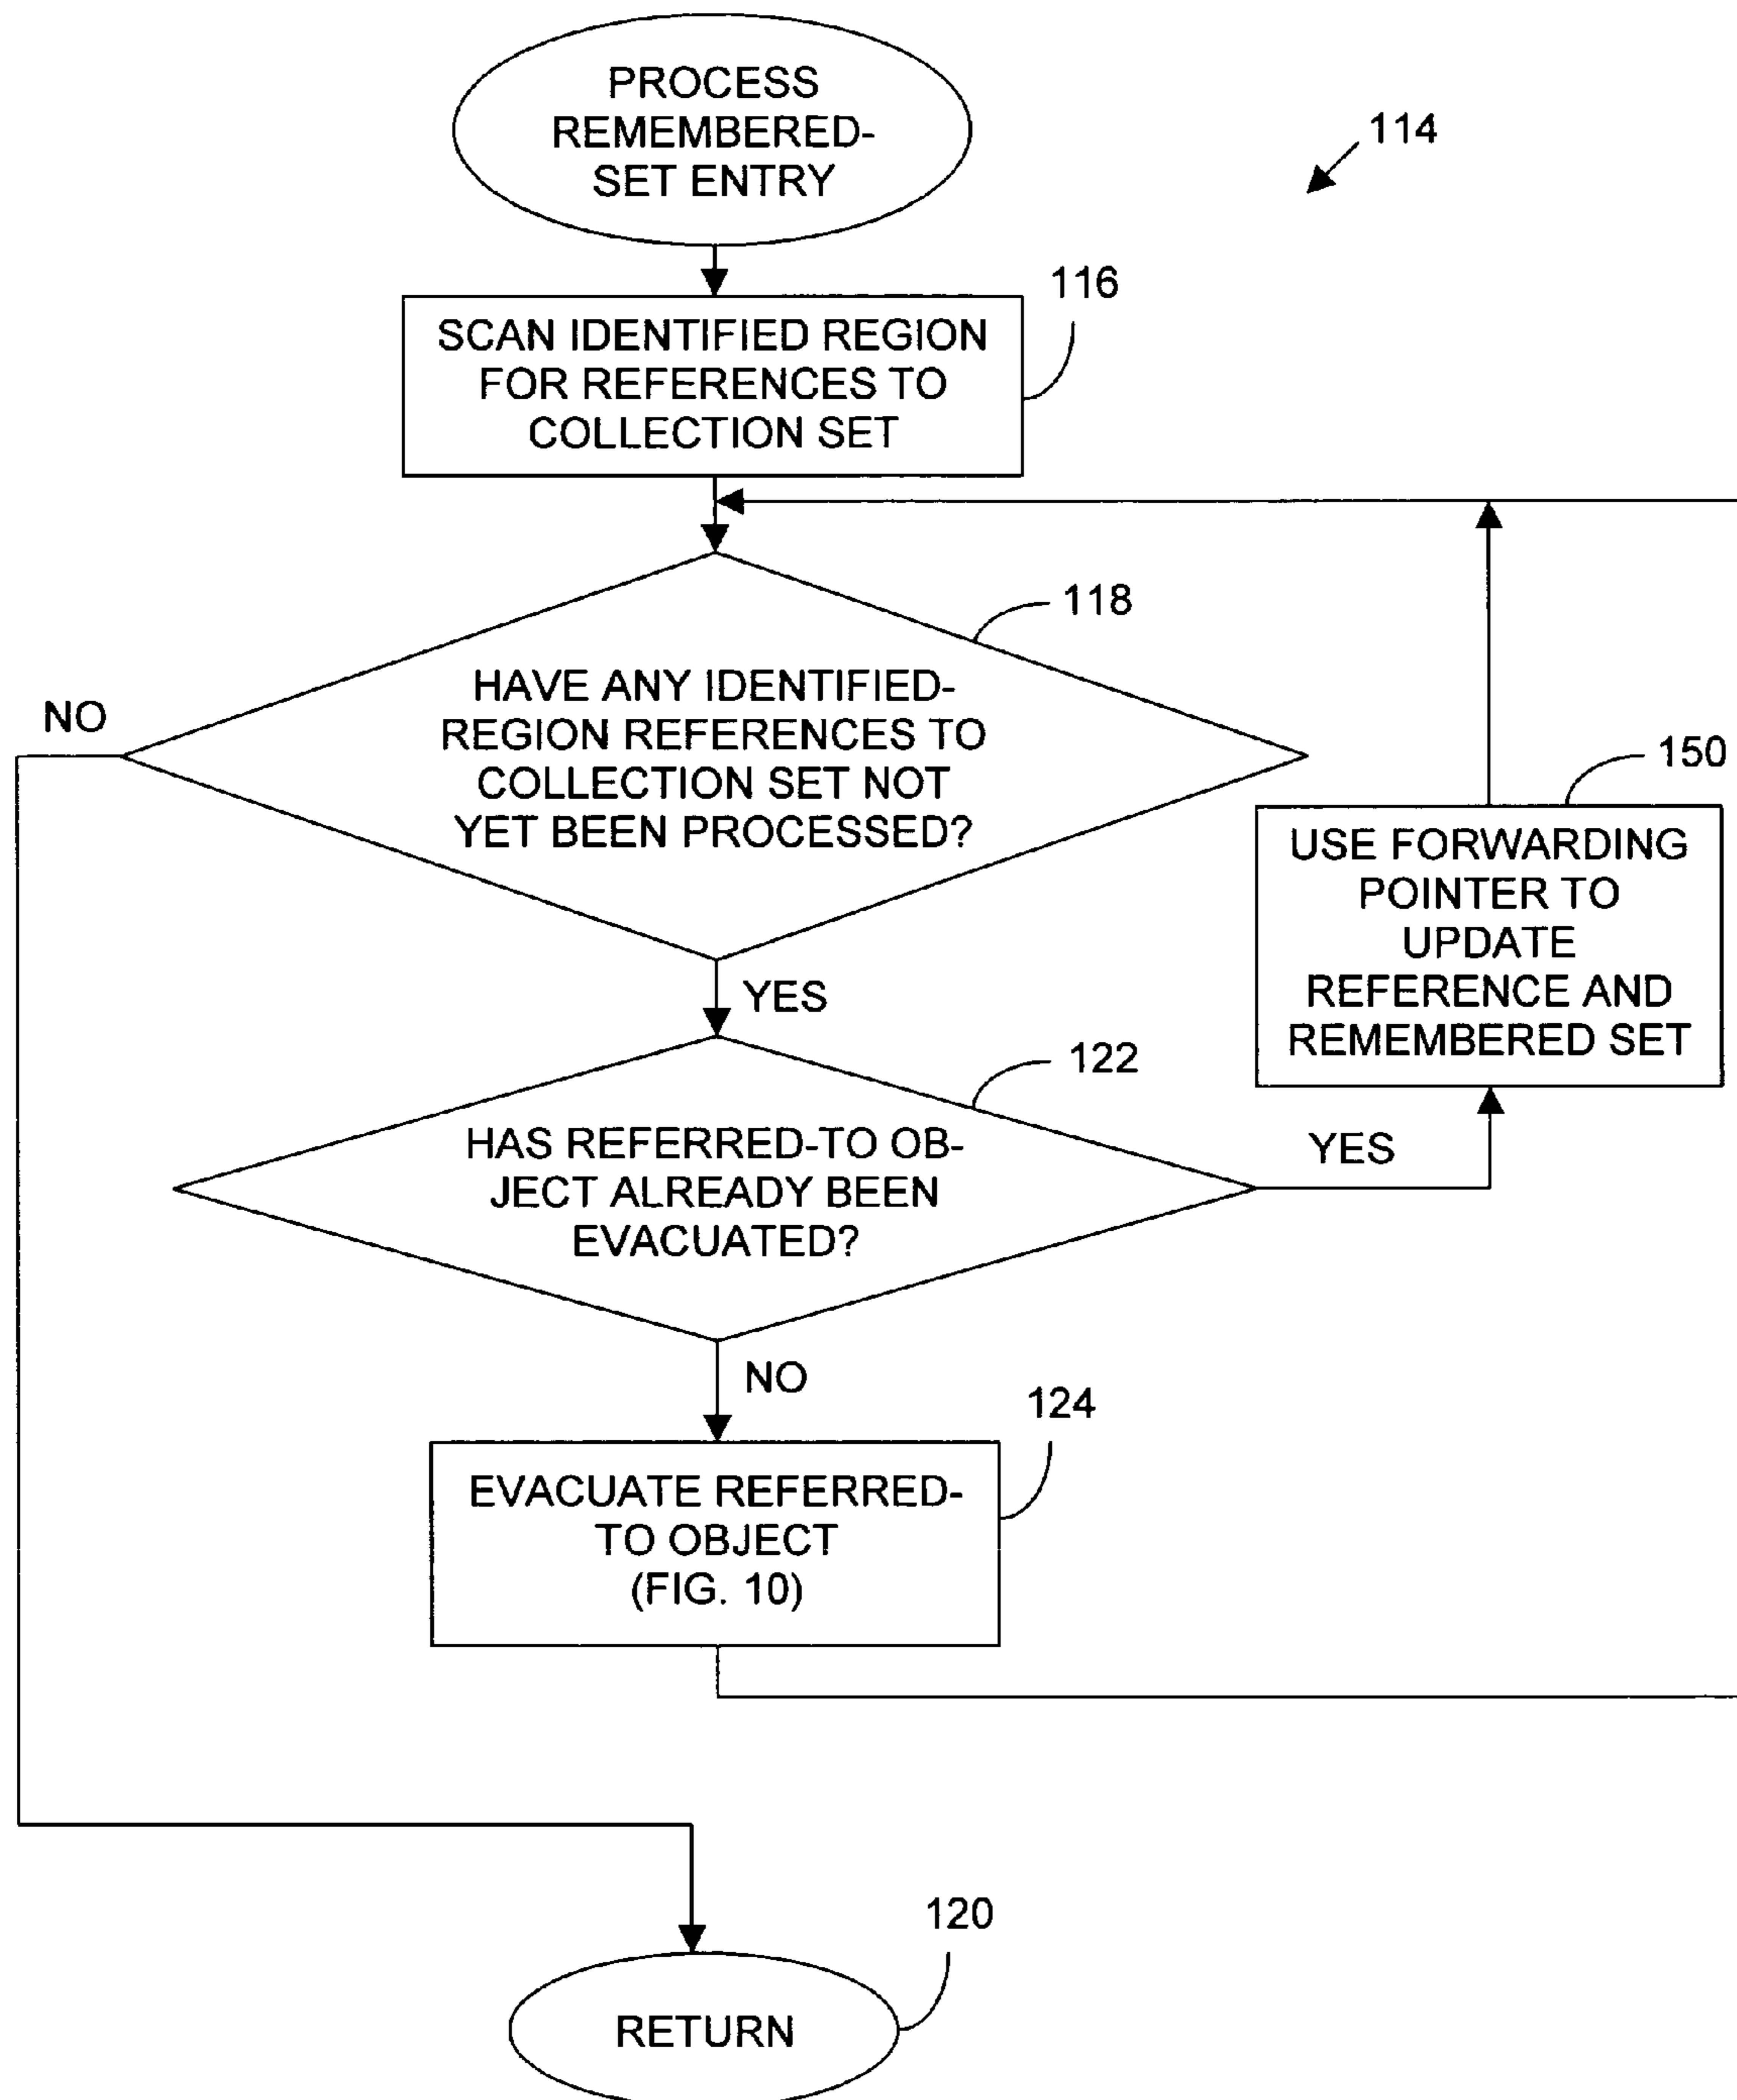 PROCESS
REMEMBERED-
SET ENTRY
114
116
SCAN IDENTIFIED REGION
FOR REFERENCES TO
COLLECTION SET
118
HAVE ANY IDENTIFIED-
REGION REFERENCES TO
COLLECTION SET NOT
YET BEEN PROCESSED?
NO
YES
150
USE FORWARDING
POINTER TO
UPDATE
REFERENCE AND
REMEMBERED SET
122
HAS REFERRED-TO OB-
JECT ALREADY BEEN
EVACUATED?
YES
NO
124
EVACUATE REFERRED-
TO OBJECT
(FIG. 10)
120
RETURN